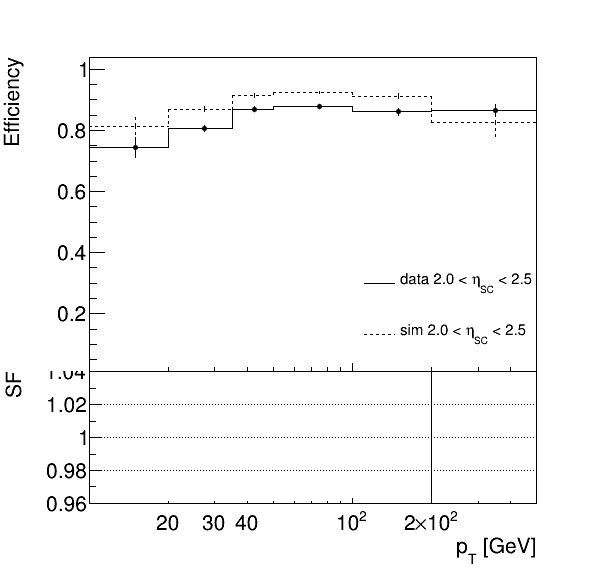 Efficiency
1
0.8
0.6
0.4
0.2
data 2.0 < η_SC < 2.5
sim 2.0 < η_SC < 2.5
SF
1.04
1.02
1
0.98
0.96
20 30 40 10² 2×10²
p_T [GeV]